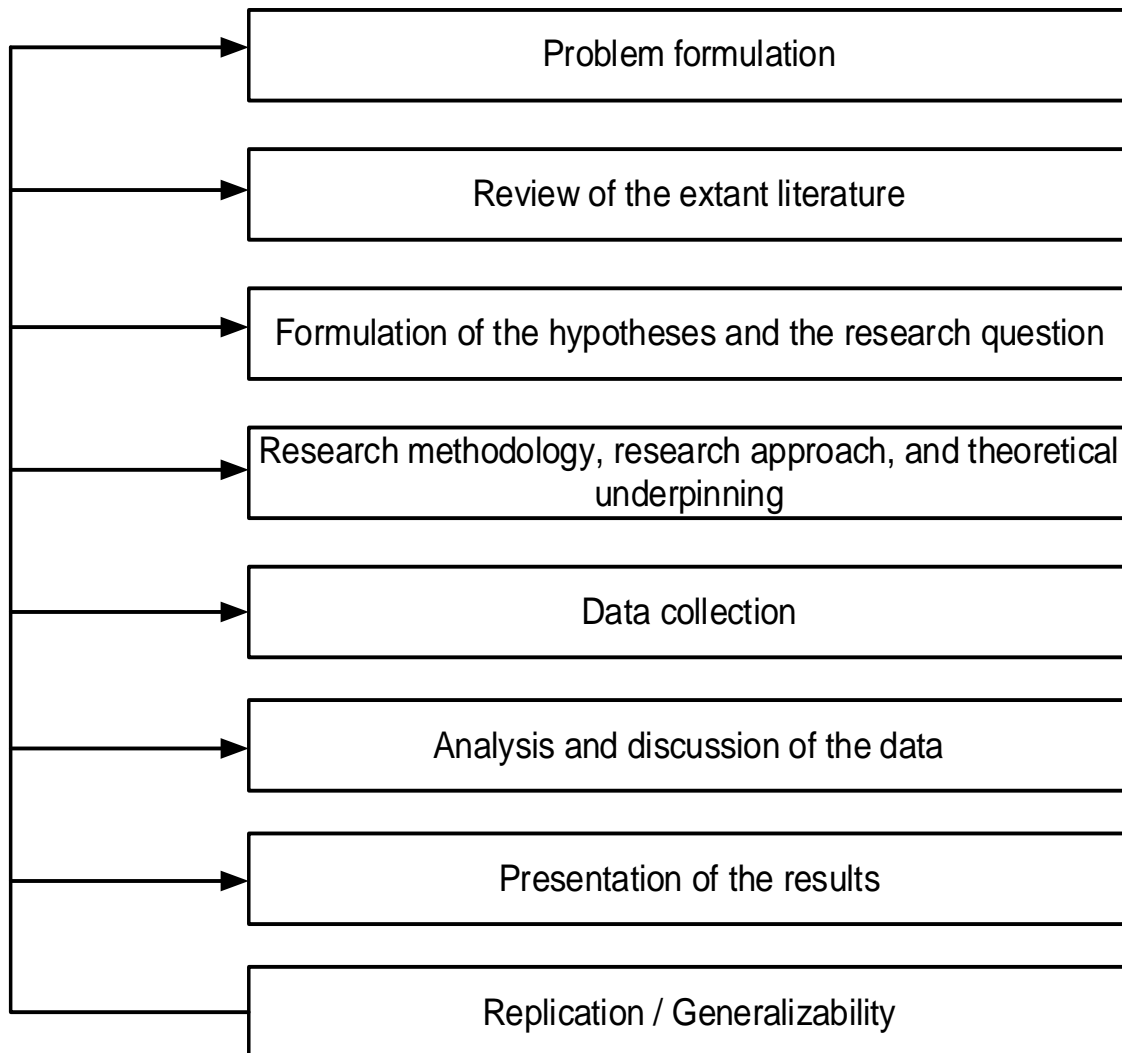 Problem formulation
Review of the extant literature
Formulation of the hypotheses and the research question
Research methodology, research approach, and theoretical
underpinning
Data collection
Analysis and discussion of the data
Presentation of the results
Replication / Generalizability